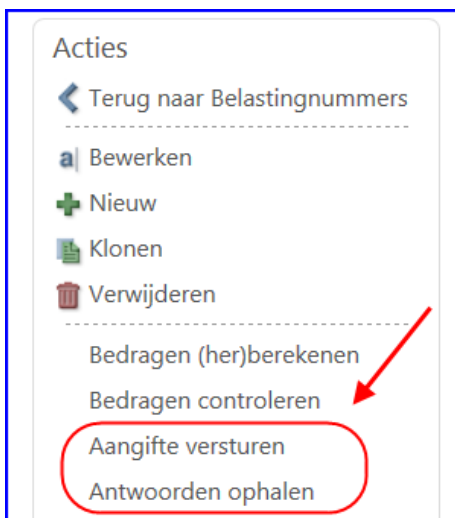 Acties
Terug naar Belastingnummers
a| Bewerken
Nieuw
Klonen
Verwijderen
Bedragen (her)berekenen
Bedragen controleren
Aangifte versturen
Antwoorden ophalen